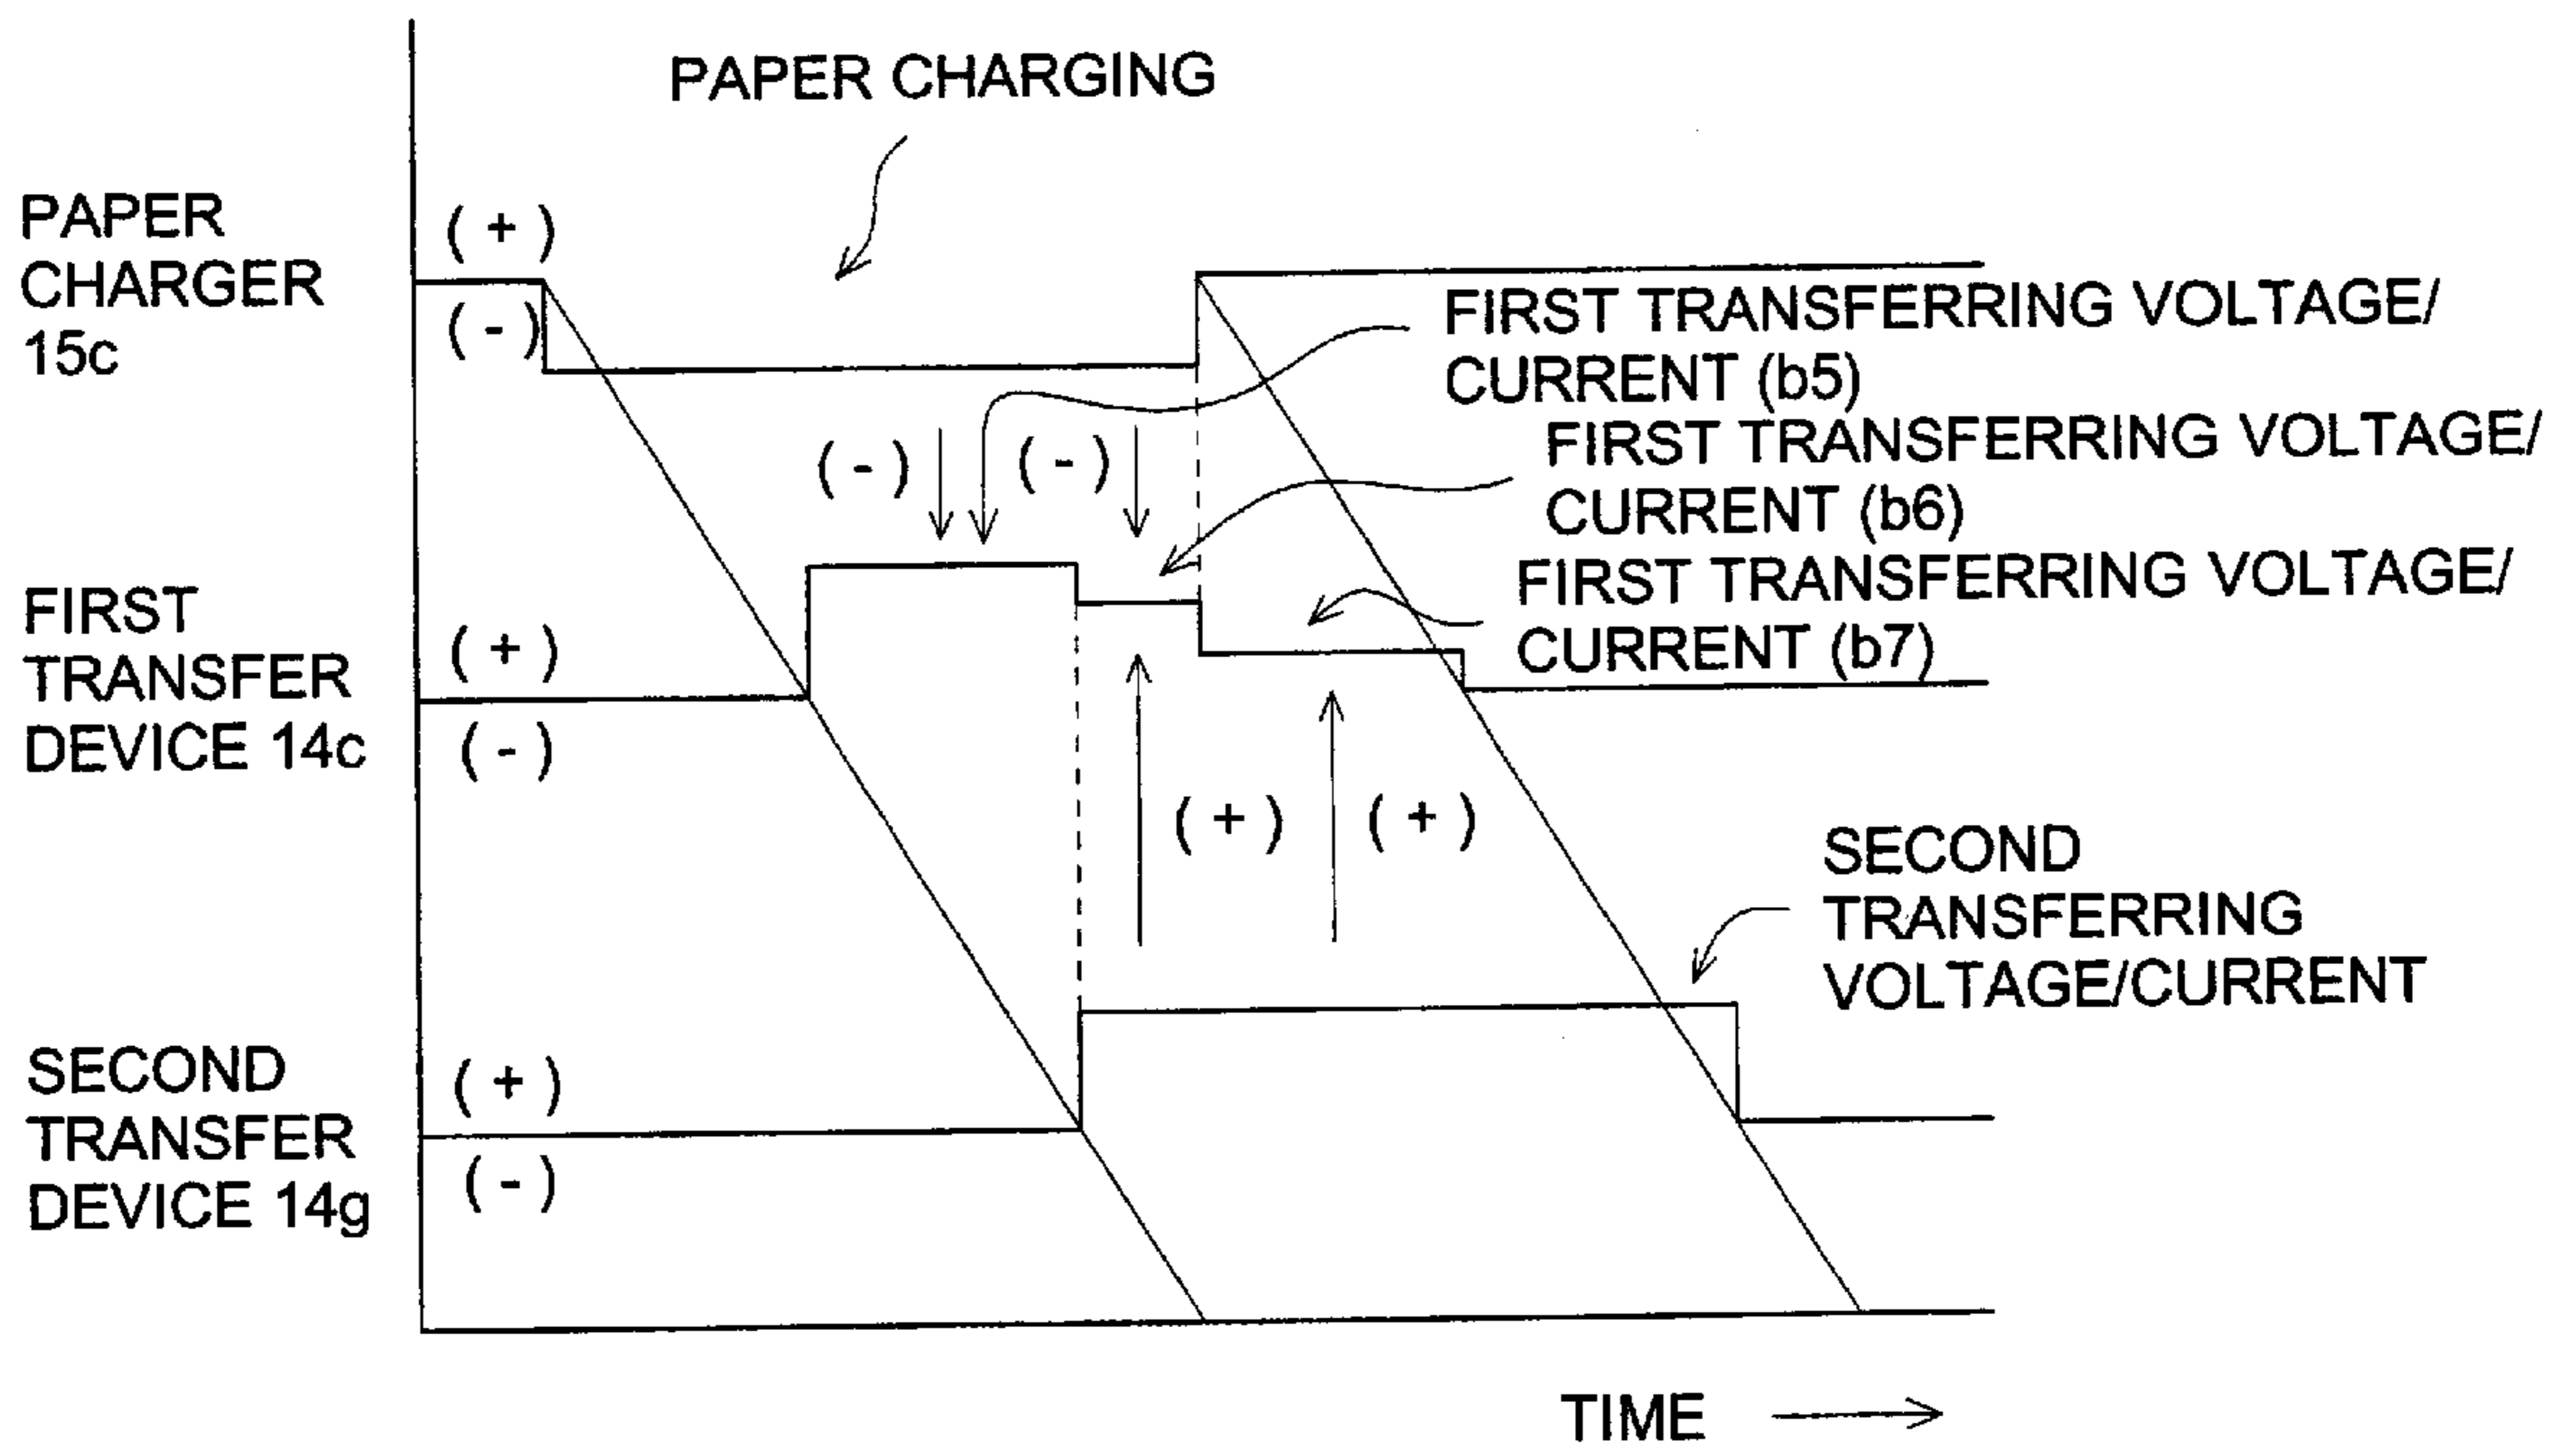 PAPER CHARGING
PAPER
CHARGER
15c
( + )
( - )
FIRST TRANSFERRING VOLTAGE/
CURRENT (b5)
( - )
( - )
FIRST TRANSFERRING VOLTAGE/
CURRENT (b6)
FIRST TRANSFERRING VOLTAGE/
CURRENT (b7)
FIRST
TRANSFER
DEVICE 14c
( + )
( - )
( + )
( + )
SECOND
TRANSFERRING
VOLTAGE/CURRENT
SECOND
TRANSFER
DEVICE 14g
( + )
( - )
TIME